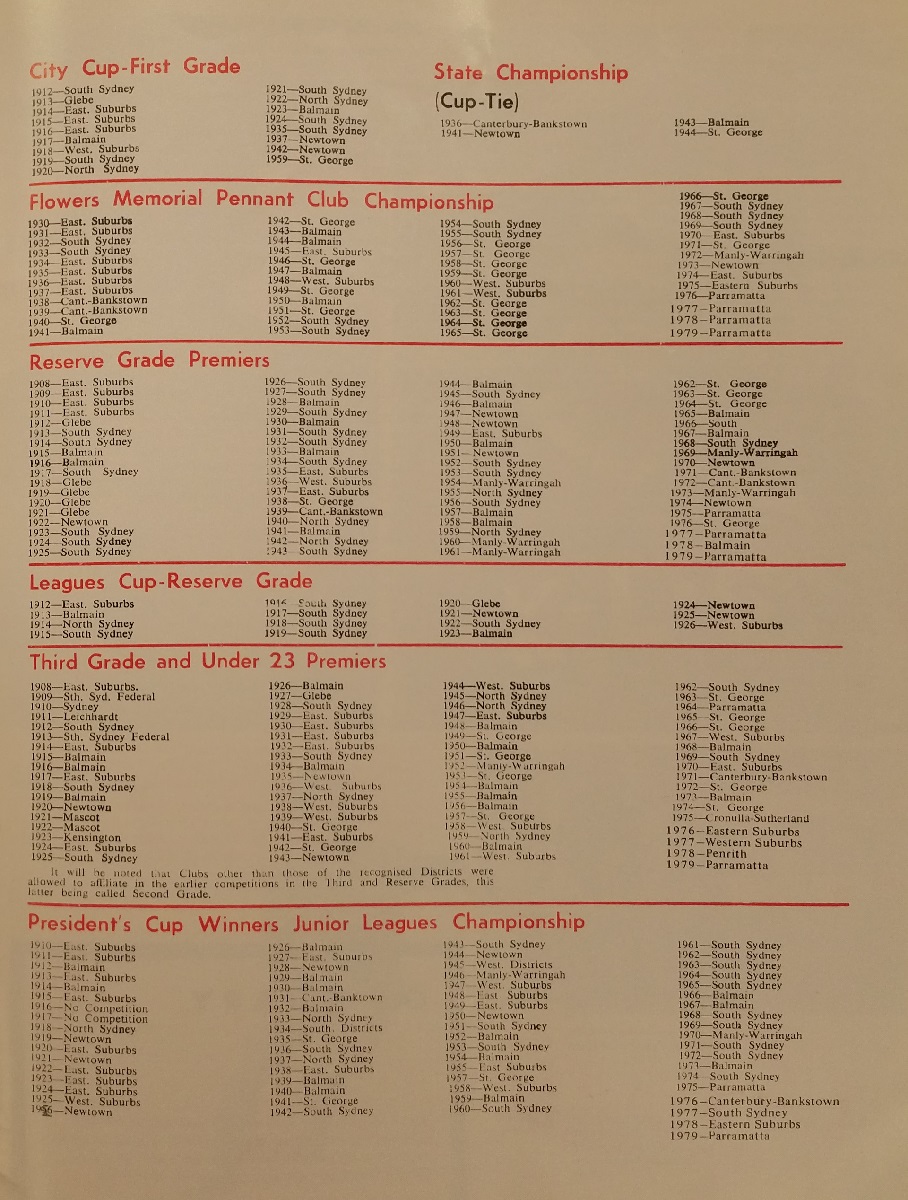 City Cup-First Grade
1912—South Sydney
1913—Glebe
1914—East. Suburbs
1915—East. Suburbs
1916—East. Suburbs
1917—Balmain
1918—West. Suburbs
1919—South Sydney
1920—North Sydney
1921—South Sydney
1922—North Sydney
1923—Balmain
1924—South Sydney
1935—South Sydney
1937—Newtown
1942—Newtown
1959—St. George
State Championship
(Cup-Tie)
1936—Canterbury-Bankstown
1941—Newtown
1943—Balmain
1944—St. George
Flowers Memorial Pennant Club Championship
1930—East. Suburbs
1931—East. Suburbs
1932—South Sydney
1933—South Sydney
1934—East. Suburbs
1935—East. Suburbs
1936—East. Suburbs
1937—East. Suburbs
1938—Cant.-Bankstown
1939—Cant.-Bankstown
1940—St. George
1941—Balmain
1942—St. George
1943—Balmain
1944—Balmain
1945—East. Suburbs
1946—St. George
1947—Balmain
1948—West. Suburbs
1949—St. George
1950—Balmain
1951—St. George
1952—South Sydney
1953—South Sydney
1954—South Sydney
1955—South Sydney
1956—St. George
1957—St. George
1958—St. George
1959—St. George
1960—West. Suburbs
1961—West. Suburbs
1962—St. George
1963—St. George
1964—St. George
1965—St. George
1966—St. George
1967—South Sydney
1968—South Sydney
1969—South Sydney
1970—East. Suburbs
1971—St. George
1972—Manly-Warringah
1973—Newtown
1974—East. Suburbs
1975—Eastern Suburbs
1976—Parramatta
1977—Parramatta
1978—Parramatta
1979—Parramatta
Reserve Grade Premiers
1908—East. Suburbs
1909—East. Suburbs
1910—East. Suburbs
1911—East. Suburbs
1912—Glebe
1913—South Sydney
1914—South Sydney
1915—Balmain
1916—Balmain
1917—South Sydney
1918—Glebe
1919—Glebe
1920—Glebe
1921—Glebe
1922—Newtown
1923—South Sydney
1924—South Sydney
1925—South Sydney
1926—South Sydney
1927—South Sydney
1928—Balmain
1929—South Sydney
1930—Balmain
1931—South Sydney
1932—South Sydney
1933—Balmain
1934—South Sydney
1935—East. Suburbs
1936—West. Suburbs
1937—East. Suburbs
1938—St. George
1939—Cant.-Bankstown
1940—North Sydney
1941—Balmain
1942—North Sydney
1943—South Sydney
1944—Balmain
1945—South Sydney
1946—Balmain
1947—Newtown
1948—Newtown
1949—East. Suburbs
1950—Balmain
1951—Newtown
1952—South Sydney
1953—South Sydney
1954—Manly-Warringah
1955—North Sydney
1956—South Sydney
1957—Balmain
1958—Balmain
1959—North Sydney
1960—Manly-Warringah
1961—Manly-Warringah
1962—St. George
1963—St. George
1964—St. George
1965—Balmain
1966—South
1967—Balmain
1968—South Sydney
1969—Manly-Warringah
1970—Newtown
1971—Cant.-Bankstown
1972—Cant.-Bankstown
1973—Manly-Warringah
1974—Newtown
1975—Parramatta
1976—St. George
1977—Parramatta
1978—Balmain
1979—Parramatta
Leagues Cup-Reserve Grade
1912—East. Suburbs
1913—Balmain
1914—North Sydney
1915—South Sydney
1916 South Sydney
1917—South Sydney
1918—South Sydney
1919—South Sydney
1920—Glebe
1921—Newtown
1922—South Sydney
1923—Balmain
1924—Newtown
1925—Newtown
1926—West. Suburbs
Third Grade and Under 23 Premiers
1908—East. Suburbs.
1909—Sth. Syd. Federal
1910—Sydney
1911—Leichhardt
1912—South Sydney
1913—Sth. Sydney Federal
1914—East. Suburbs
1915—Balmain
1916—Balmain
1917—East. Suburbs
1918—South Sydney
1919—Balmain
1920—Newtown
1921—Mascot
1922—Mascot
1923—Kensington
1924—East. Suburbs
1925—South Sydney
1926—Balmain
1927—Glebe
1928—South Sydney
1929—East. Suburbs
1930—East. Suburbs
1931—East. Suburbs
1932—East. Suburbs
1933—South Sydney
1934—Balmain
1935—Newtown
1936—West. Suburbs
1937—North Sydney
1938—West. Suburbs
1939—West. Suburbs
1940—St. George
1941—East. Suburbs
1942—St. George
1943—Newtown
1944—West. Suburbs
1945—North Sydney
1946—North Sydney
1947—East. Suburbs
1948—Balmain
1949—St. George
1950—Balmain
1951—St. George
1952—Manly-Warringah
1953—St. George
1954—Balmain
1955—Balmain
1956—Balmain
1957—St. George
1958—West. Suburbs
1959—North Sydney
1960—Balmain
1961—West. Suburbs
1962—South Sydney
1963—St. George
1964—Parramatta
1965—St. George
1966—St. George
1967—West. Suburbs
1968—Balmain
1969—South Sydney
1970—East. Suburbs
1971—Canterbury-Bankstown
1972—St. George
1973—Balmain
1974—St. George
1975—Cronulla-Sutherland
1976—Eastern Suburbs
1977—Western Suburbs
1978—Penrith
1979—Parramatta
It will be noted that Clubs other than those of the recognised Districts were
allowed to affiliate in the earlier competitions in the Third and Reserve Grades, this
latter being called Second Grade.
President's Cup Winners Junior Leagues Championship
1910—East. Suburbs
1911—East. Suburbs
1912—Balmain
1913—East. Suburbs
1914—Balmain
1915—East. Suburbs
1916—No Competition
1917—No Competition
1918—North Sydney
1919—Newtown
1920—East. Suburbs
1921—Newtown
1922—East. Suburbs
1923—East. Suburbs
1924—East. Suburbs
1925—West. Suburbs
Newtown
1926—Balmain
1927—East. Suburbs
1928—Newtown
1929—Balmain
1930—Balmain
1931—Cant.-Banktown
1932—Balmain
1933—North Sydney
1934—South. Districts
1935—St. George
1936—South Sydney
1937—North Sydney
1938—East. Suburbs
1939—Balmain
1940—Balmain
1941—St. George
1942—South Sydney
1943—South Sydney
1944—Newtown
1945—West. Districts
1946—Manly-Warringah
1947—West. Suburbs
1948—East Suburbs
1949—East. Suburbs
1950—Newtown
1951—South Sydney
1952—Balmain
1953—South Sydney
1954—Balmain
1955—East Suburbs
1957—St. George
1958—West. Suburbs
1959—Balmain
1960—South Sydney
1961—South Sydney
1962—South Sydney
1963—South Sydney
1964—South Sydney
1965—South Sydney
1966—Balmain
1967—Balmain
1968—South Sydney
1969—South Sydney
1970—Manly-Warringah
1971—South Sydney
1972—South Sydney
1973—Balmain
1974 South Sydney
1975—Parramatta
1976—Canterbury-Bankstown
1977—South Sydney
1978—Eastern Suburbs
1979—Parramatta